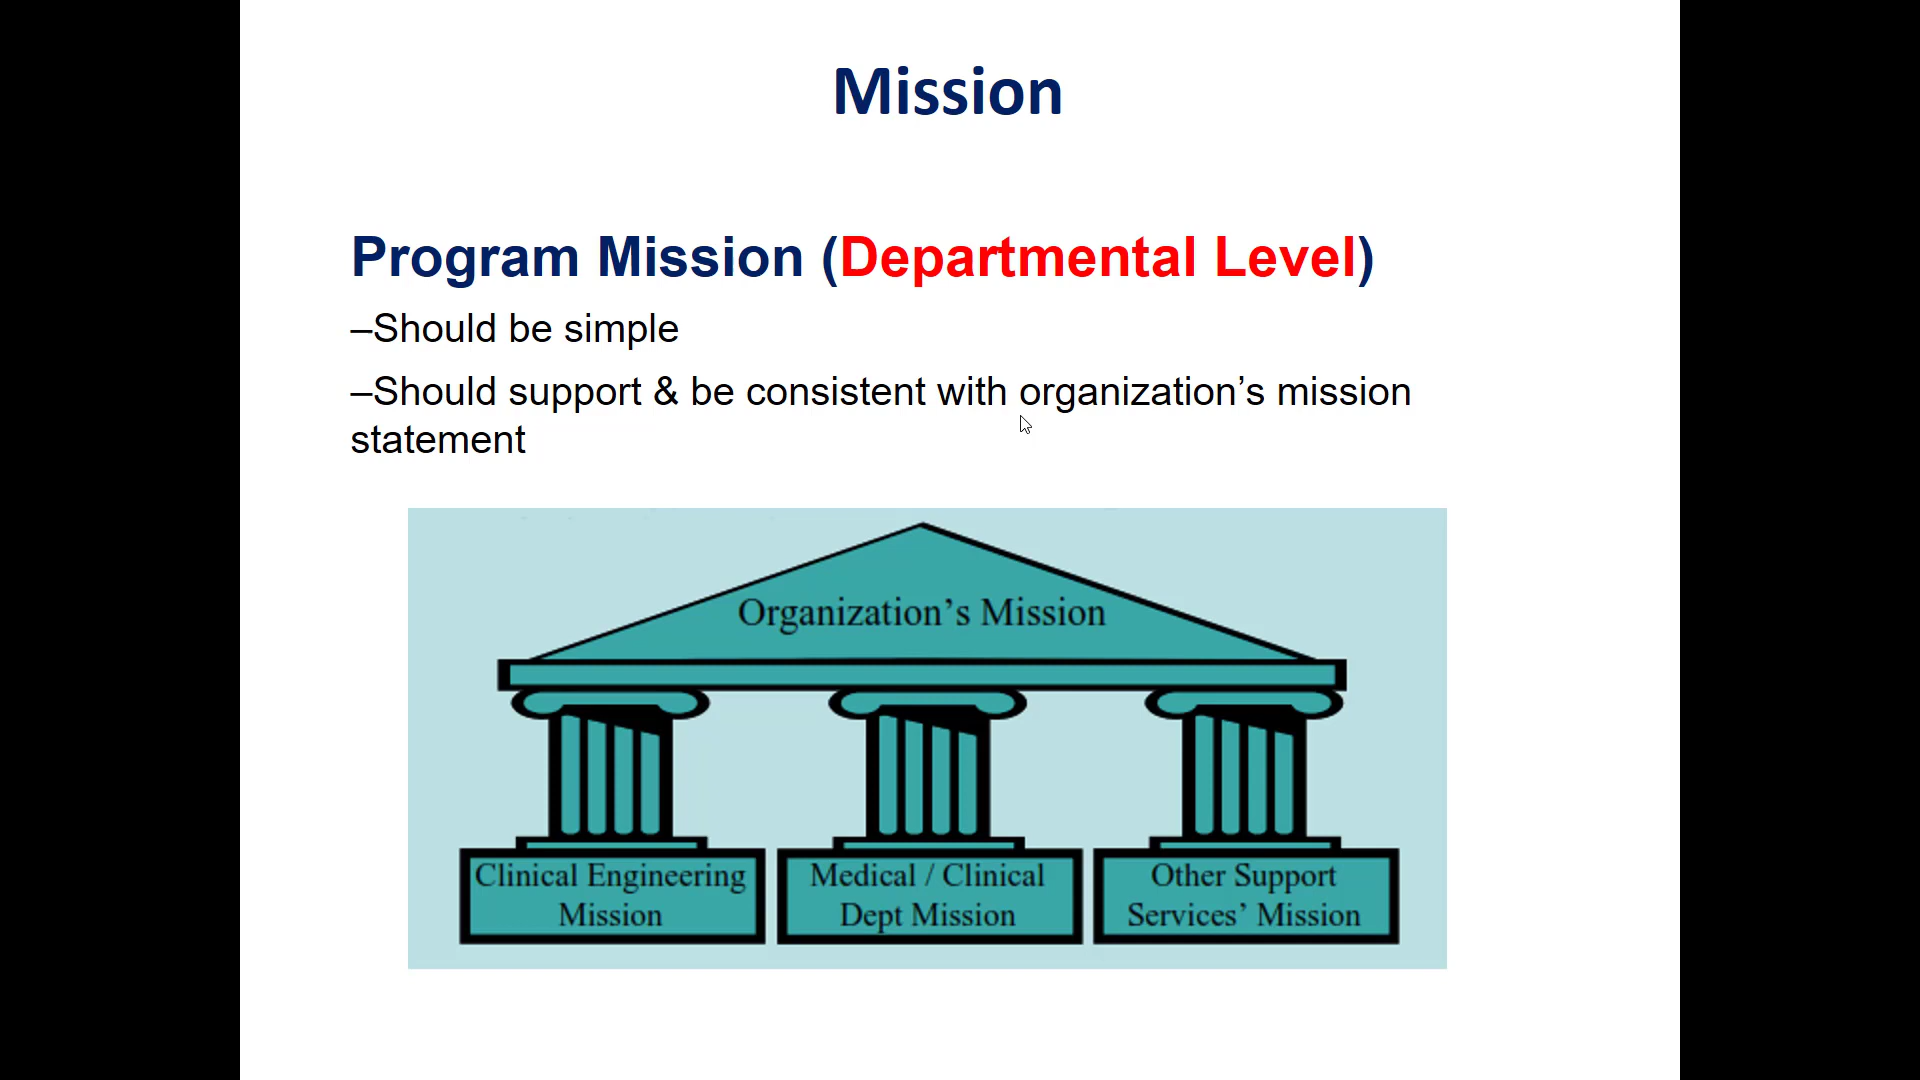 Mission
Program Mission (Departmental Level)
–Should be simple
–Should support & be consistent with organization’s mission
statement
Organization’s Mission
Clinical Engineering
Mission
Medical / Clinical
Dept Mission
Other Support
Services’ Mission